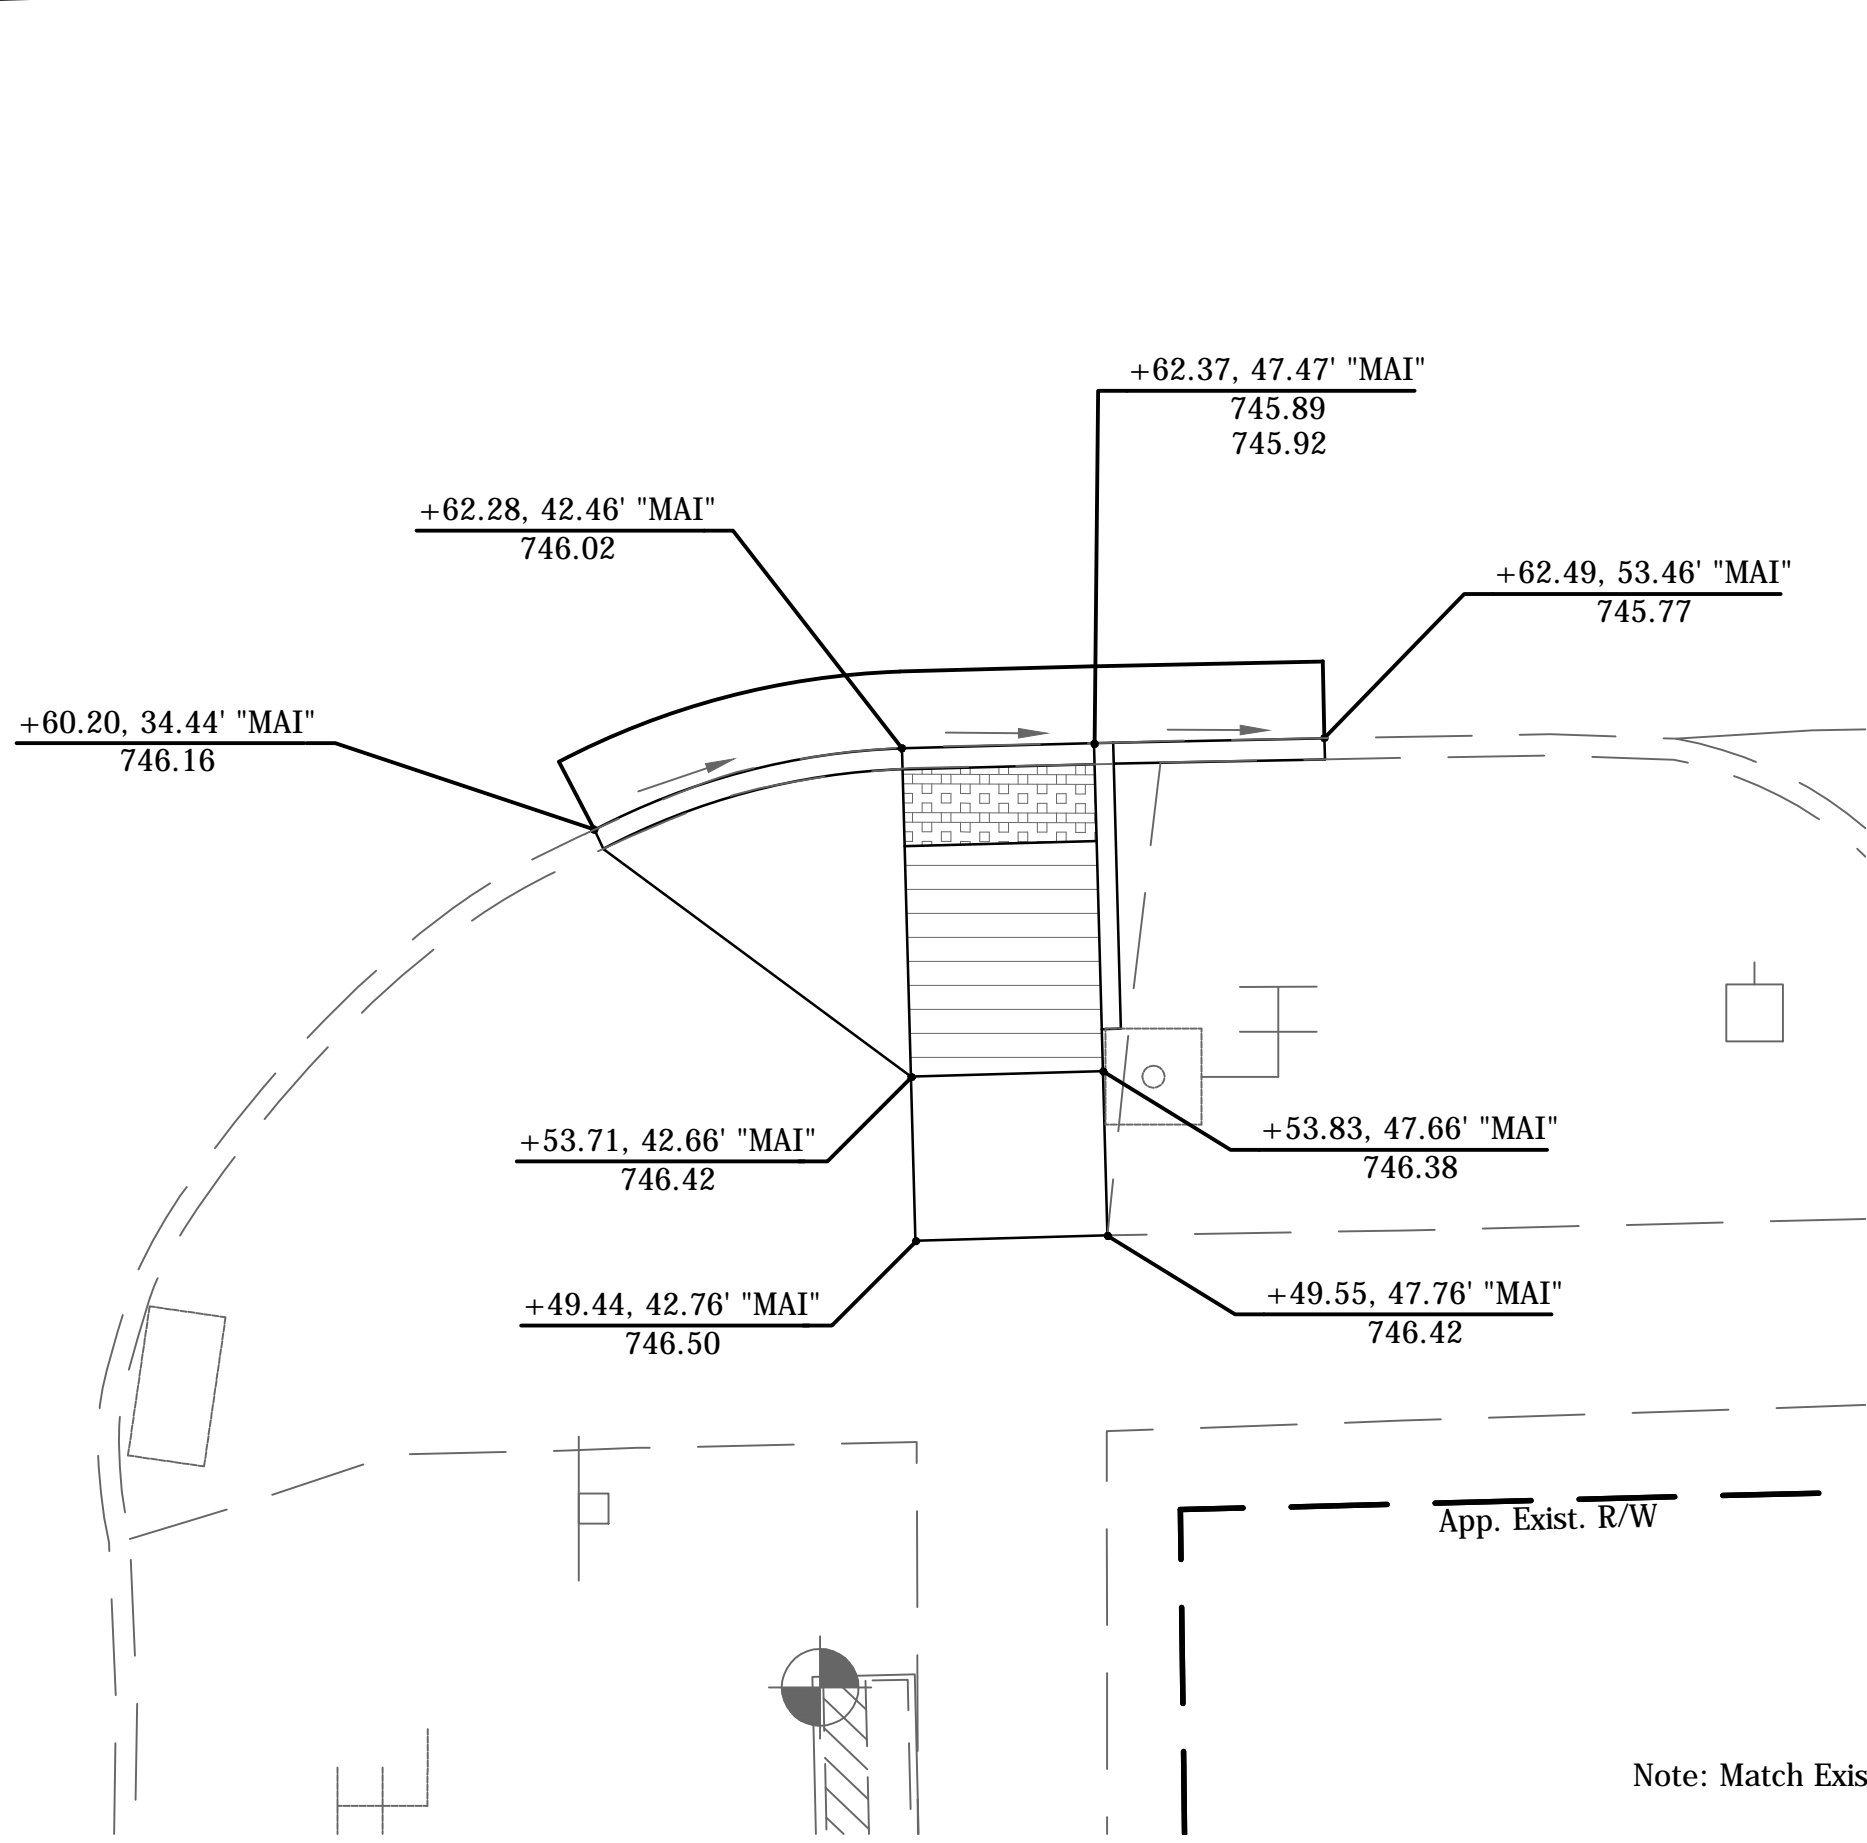 +62.37, 47.47' "MAI"
745.89
745.92
+62.28, 42.46' "MAI"
746.02
+62.49, 53.46' "MAI"
745.77
+60.20, 34.44' "MAI"
746.16
+53.71, 42.66' "MAI"
746.42
+53.83, 47.66' "MAI"
746.38
+49.44, 42.76' "MAI"
746.50
+49.55, 47.76' "MAI"
746.42
App. Exist. R/W
Note: Match Exis